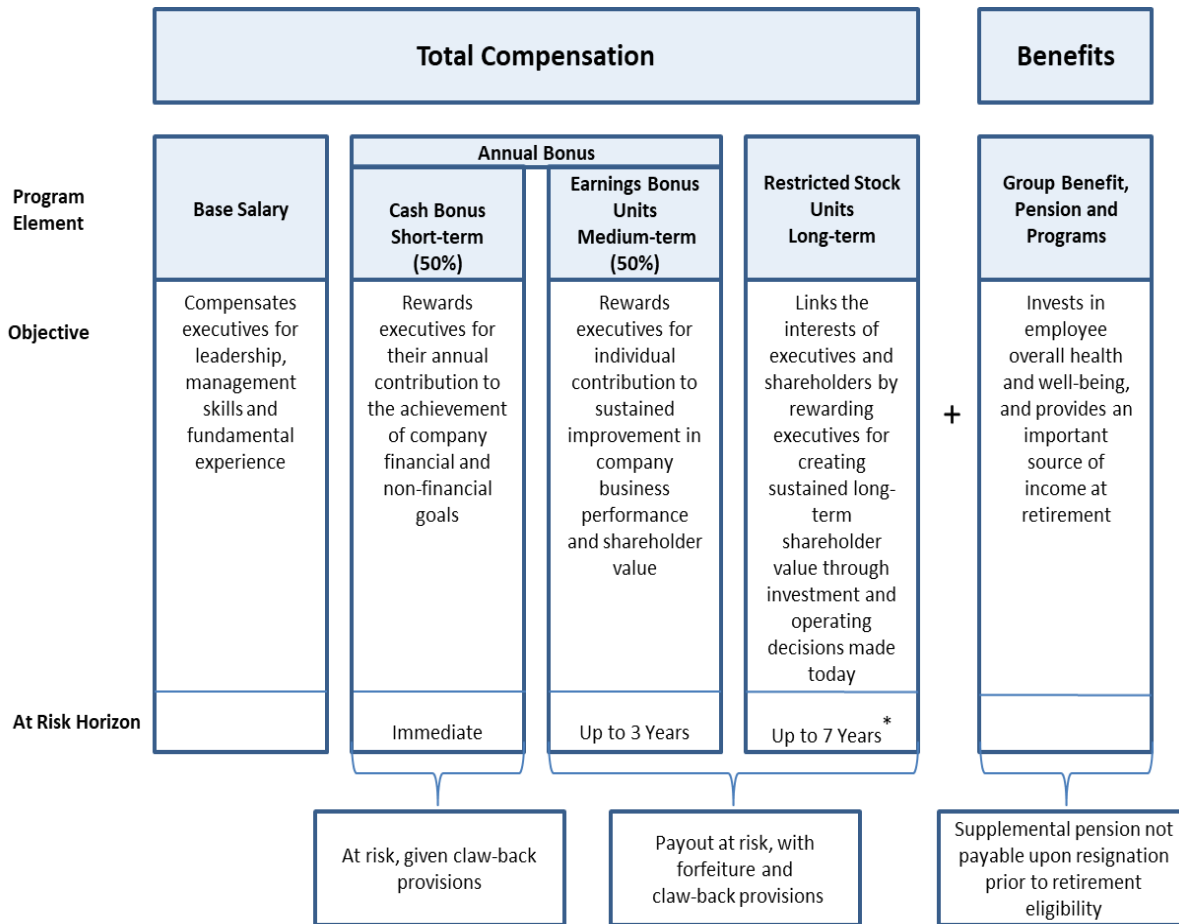 Total Compensation
Benefits
Program
Element
Base Salary
Annual Bonus
Cash Bonus
Short-term
(50%)
Earnings Bonus
Units
Medium-term
(50%)
Restricted Stock
Units
Long-term
Group Benefit,
Pension and
Programs
Objective
Compensates
executives for
leadership,
management
skills and
fundamental
experience
Rewards
executives for
their annual
contribution to
the achievement
of company
financial and
non-financial
goals
Rewards
executives for
individual
contribution to
sustained
improvement in
company
business
performance
and shareholder
value
Links the
interests of
executives and
shareholders by
rewarding
executives for
creating
sustained long-
term
shareholder
value through
investment and
operating
decisions made
today
+
Invests in
employee
overall health
and well-being,
and provides an
important
source of
income at
retirement
At Risk Horizon
Immediate
Up to 3 Years
Up to 7 Years*
At risk, given claw-back
provisions
Payout at risk, with
forfeiture and
claw-back provisions
Supplemental pension not
payable upon resignation
prior to retirement
eligibility